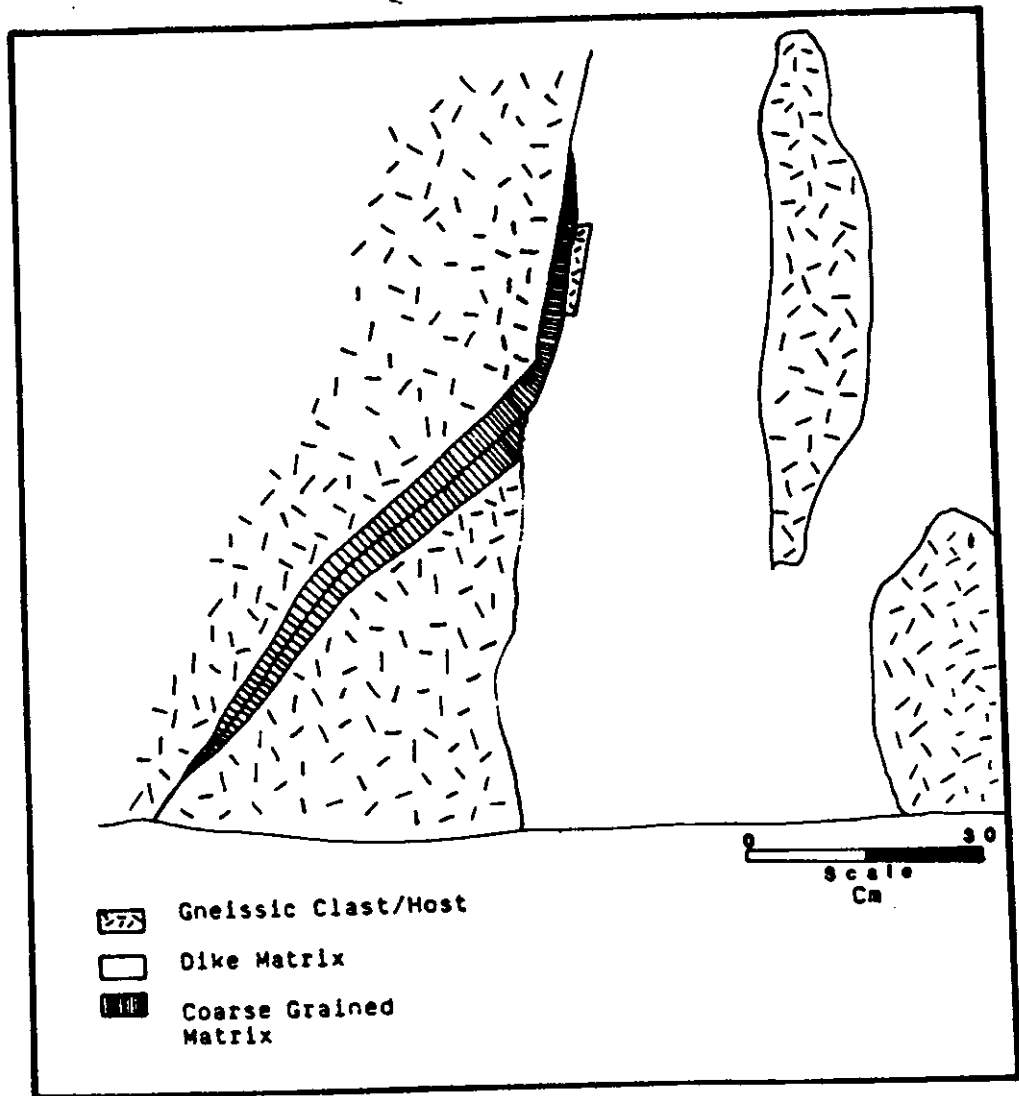 0 30
Scale
Cm
Gneissic Clast/Host
Dike Matrix
Coarse Grained
Matrix